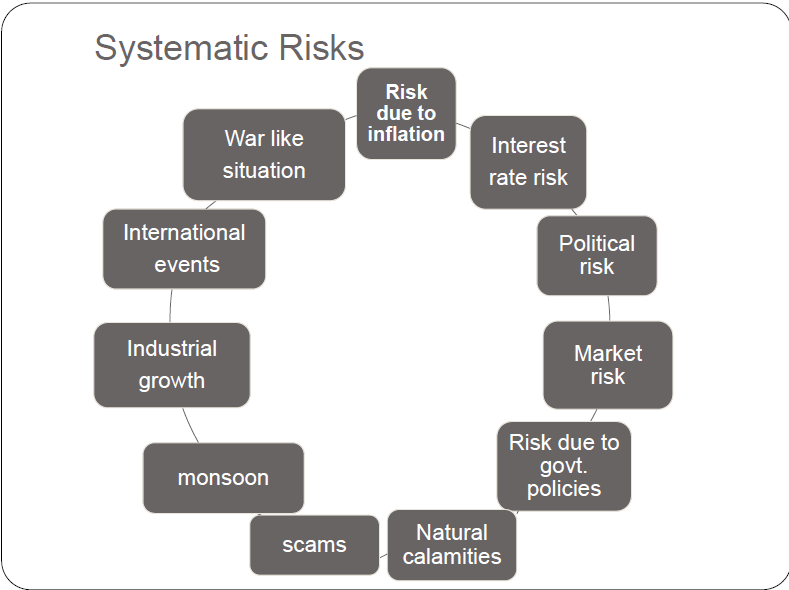 Systematic Risks
Risk
due to
inflation
Interest
rate risk
Political
risk
Market
risk
Risk due to
govt.
policies
Natural
calamities
scams
monsoon
Industrial
growth
International
events
War like
situation